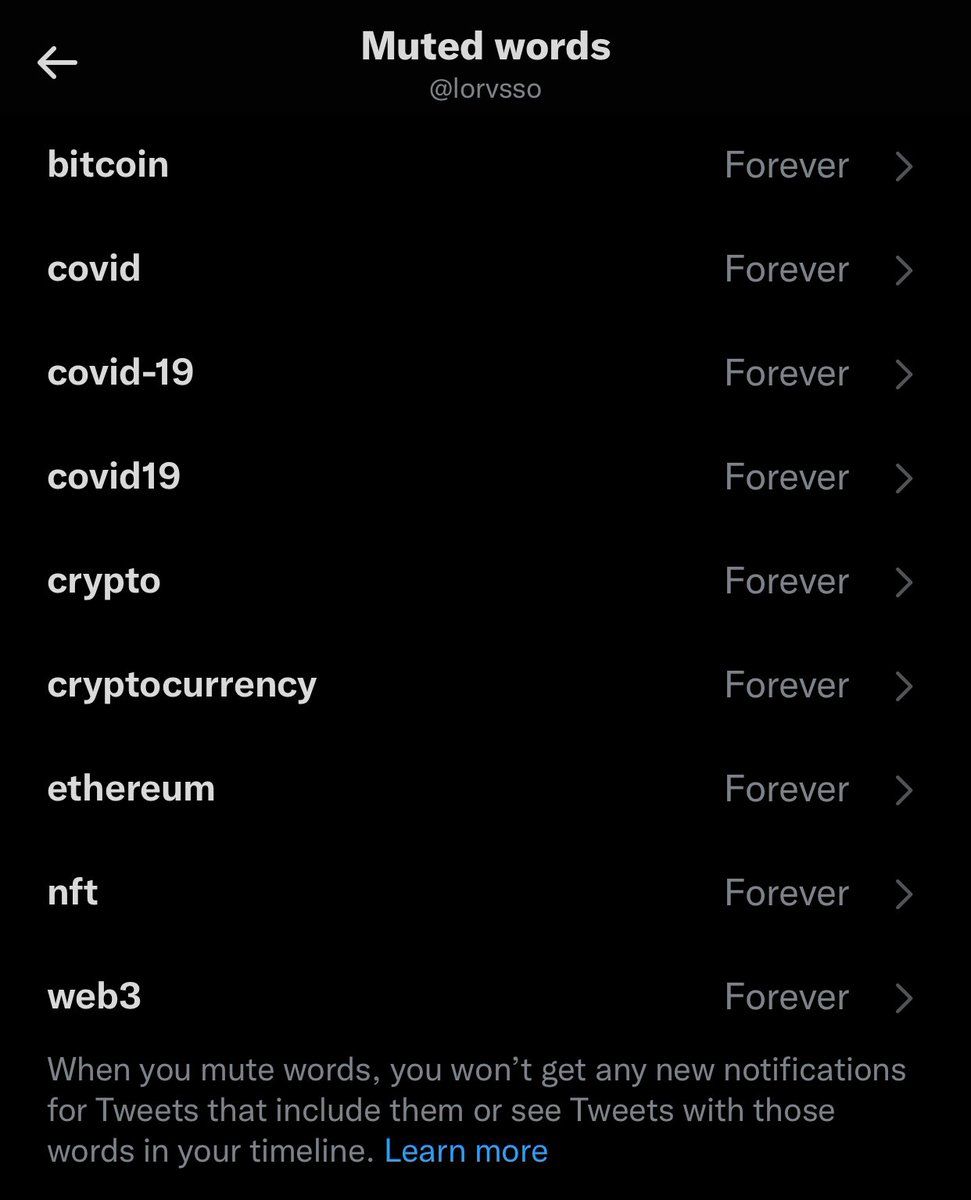 Muted words
@lorvsso
bitcoin Forever
covid Forever
covid-19 Forever
covid19 Forever
crypto Forever
cryptocurrency Forever
ethereum Forever
nft Forever
web3 Forever
When you mute words, you won’t get any new notifications
for Tweets that include them or see Tweets with those
words in your timeline. Learn more